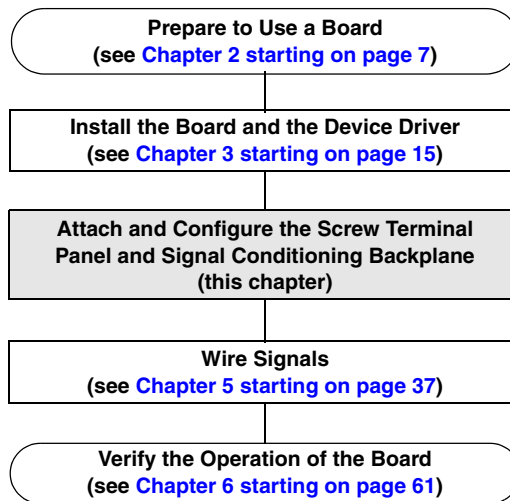 Prepare to Use a Board
(see Chapter 2 starting on page 7)
Install the Board and the Device Driver
(see Chapter 3 starting on page 15)
Attach and Configure the Screw Terminal
Panel and Signal Conditioning Backplane
(this chapter)
Wire Signals
(see Chapter 5 starting on page 37)
Verify the Operation of the Board
(see Chapter 6 starting on page 61)